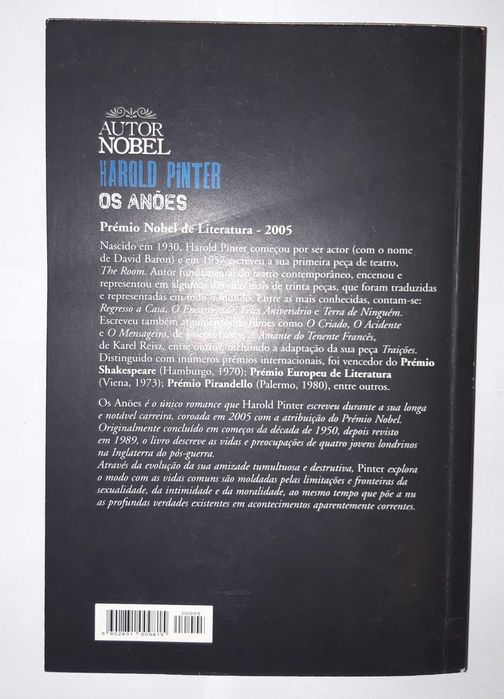 AUTOR
NOBEL
HAROLD PINTER
OS ANÕES
Prémio Nobel de Literatura - 2005
Nascido em 1930, Harold Pinter começou por ser actor (com o nome
de David Baron) e em 1957 escreveu a sua primeira peça de teatro,
The Room. Autor fundamental do teatro contemporâneo, encenou e
representou em algumas das suas mais de trinta peças, que foram traduzidas
e representadas em todo o mundo. Entre as mais conhecidas, contam-se:
Regresso a Casa, O Encarregado, Feliz Aniversário e Terra de Ninguém.
Escreveu também argumentos de filmes como O Criado, O Acidente
e O Mensageiro, de Joseph Losey, A Amante do Tenente Francês,
de Karel Reisz, entre outros, incluindo a adaptação da sua peça Traições.
Distinguido com inúmeros prémios internacionais, foi vencedor do Prémio
Shakespeare (Hamburgo, 1970); Prémio Europeu de Literatura
(Viena, 1973); Prémio Pirandello (Palermo, 1980), entre outros.
Os Anões é o único romance que Harold Pinter escreveu durante a sua longa
e notável carreira, coroada em 2005 com a atribuição do Prémio Nobel.
Originalmente concluído em começos da década de 1950, depois revisto
em 1989, o livro descreve as vidas e preocupações de quatro jovens londrinos
na Inglaterra do pós-guerra.
Através da evolução da sua amizade tumultuosa e destrutiva, Pinter explora
o modo com as vidas comuns são moldadas pelas limitações e fronteiras da
sexualidade, da intimidade e da moralidade, ao mesmo tempo que põe a nu
as profundas verdades existentes em acontecimentos aparentemente correntes.
00006
5 602831 009815